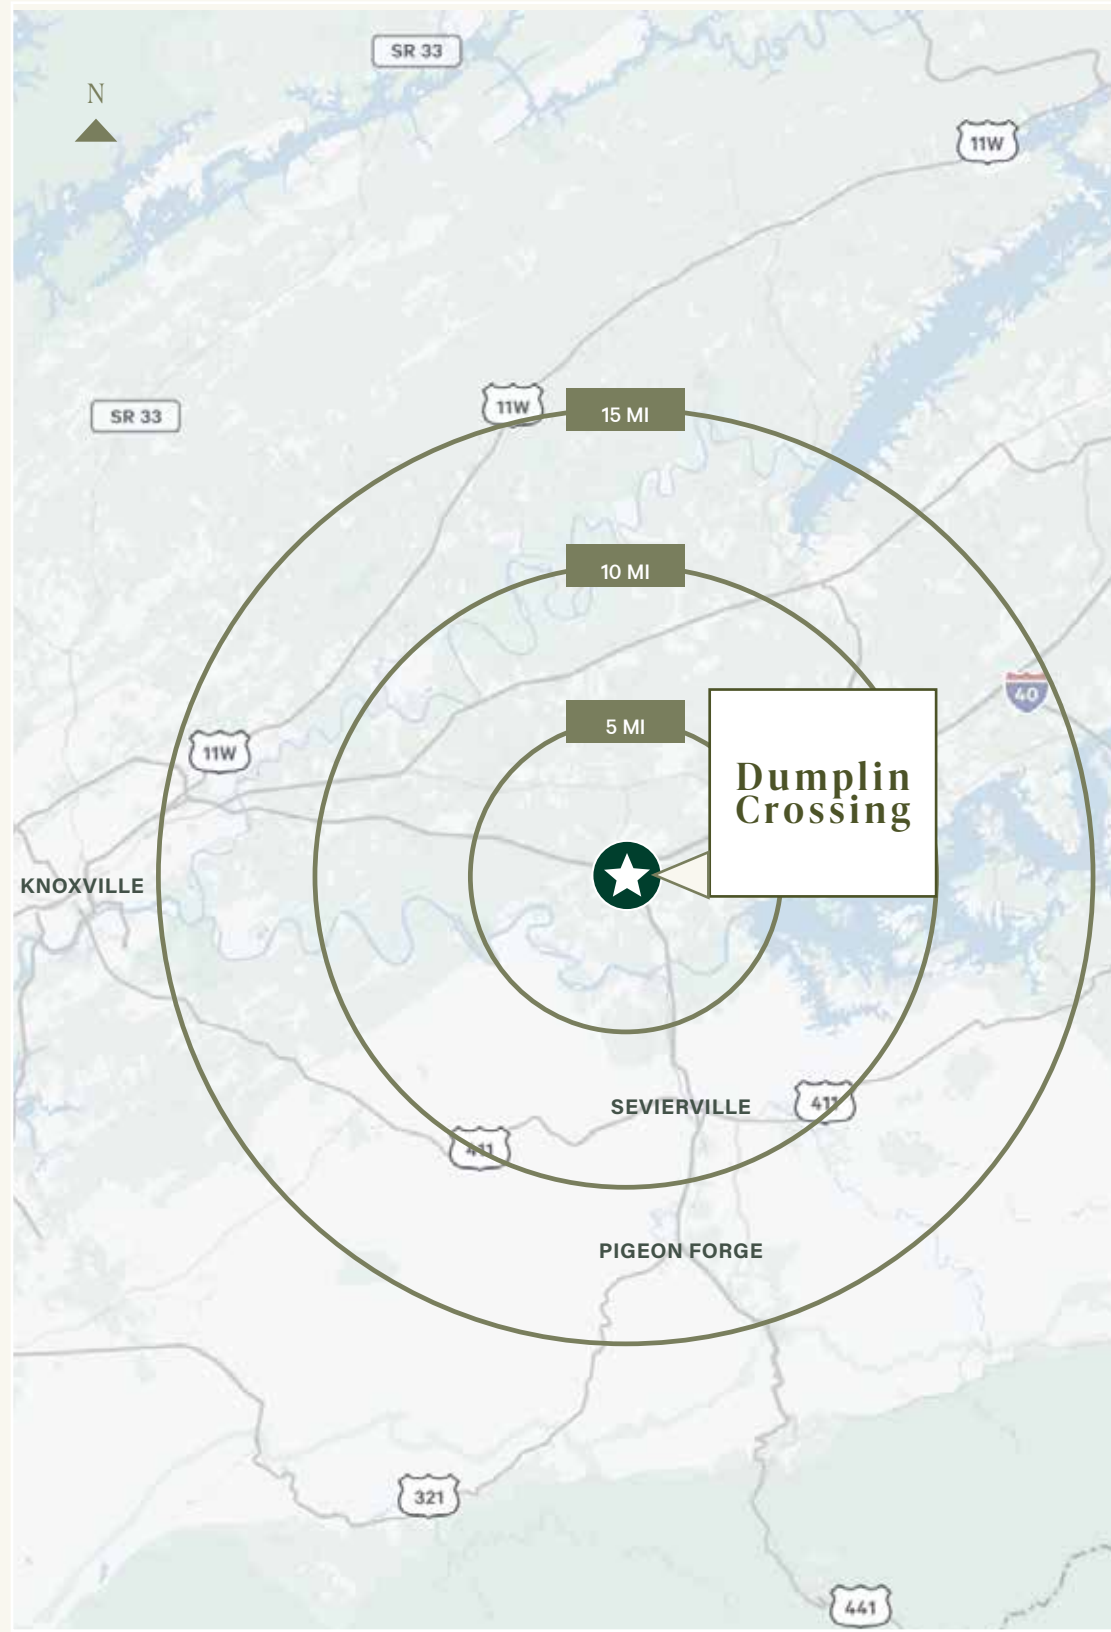 SR 33
N
11W
11W
15 MI
SR 33
10 MI
40
5 MI
11W
Dumplin
Crossing
KNOXVILLE
SEVIERVILLE
411
411
PIGEON FORGE
321
441